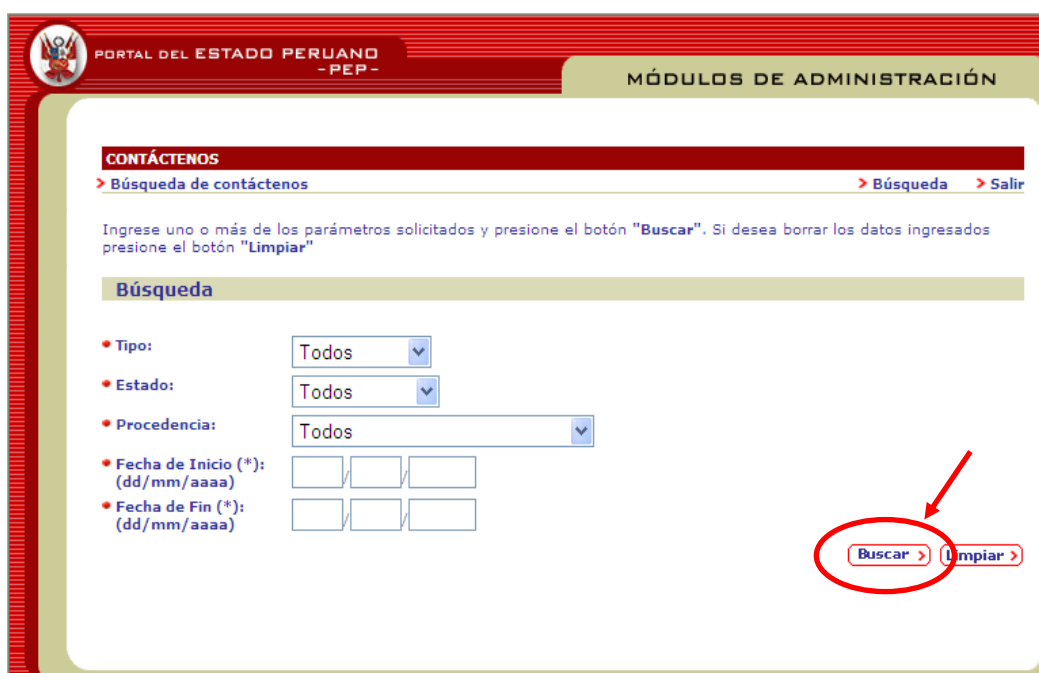 PORTAL DEL ESTADO PERUANO
-PEP-
MÓDULOS DE ADMINISTRACIÓN
CONTÁCTENOS
Búsqueda de contáctenos
Búsqueda
Salir
Ingrese uno o más de los parámetros solicitados y presione el botón "Buscar". Si desea borrar los datos ingresados
presione el botón "Limpiar"
Búsqueda
Tipo:
Todos
Estado:
Todos
Procedencia:
Todos
Fecha de Inicio (*):
(dd/mm/aaaa)
/ /
Fecha de Fin (*):
(dd/mm/aaaa)
/ /
Buscar
Limpiar